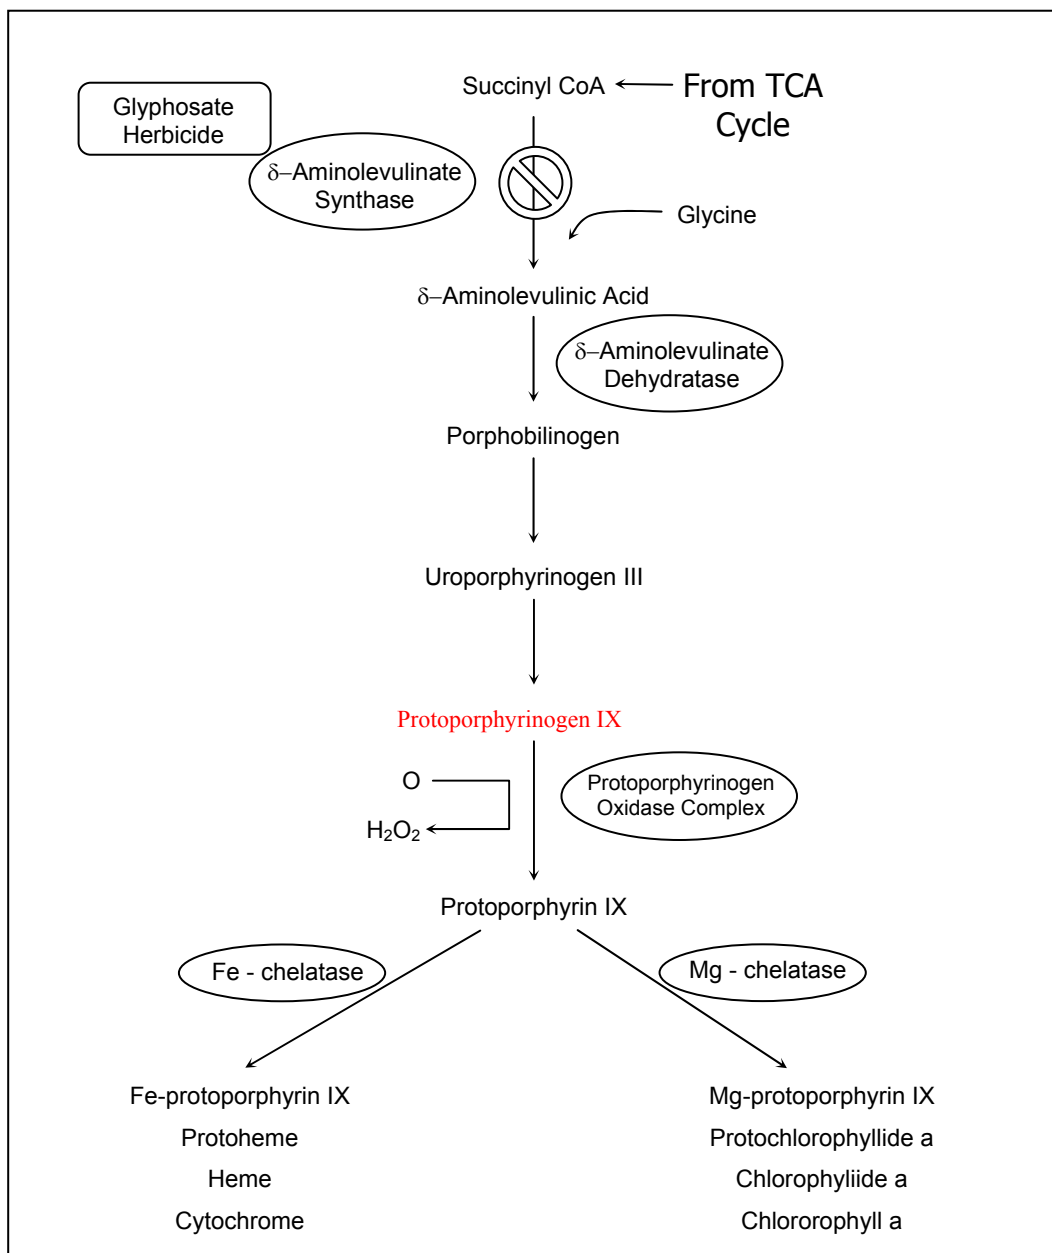 Succinyl CoA
From TCA
Cycle
Glyphosate
Herbicide
δ–Aminolevulinate
Synthase
Glycine
δ–Aminolevulinic Acid
δ–Aminolevulinate
Dehydratase
Porphobilinogen
Uroporphyrinogen III
Protoporphyrinogen IX
O
H₂O₂
Protoporphyrinogen
Oxidase Complex
Protoporphyrin IX
Fe - chelatase
Mg - chelatase
Fe-protoporphyrin IX
Protoheme
Heme
Cytochrome
Mg-protoporphyrin IX
Protochlorophyllide a
Chlorophyliide a
Chlororophyll a